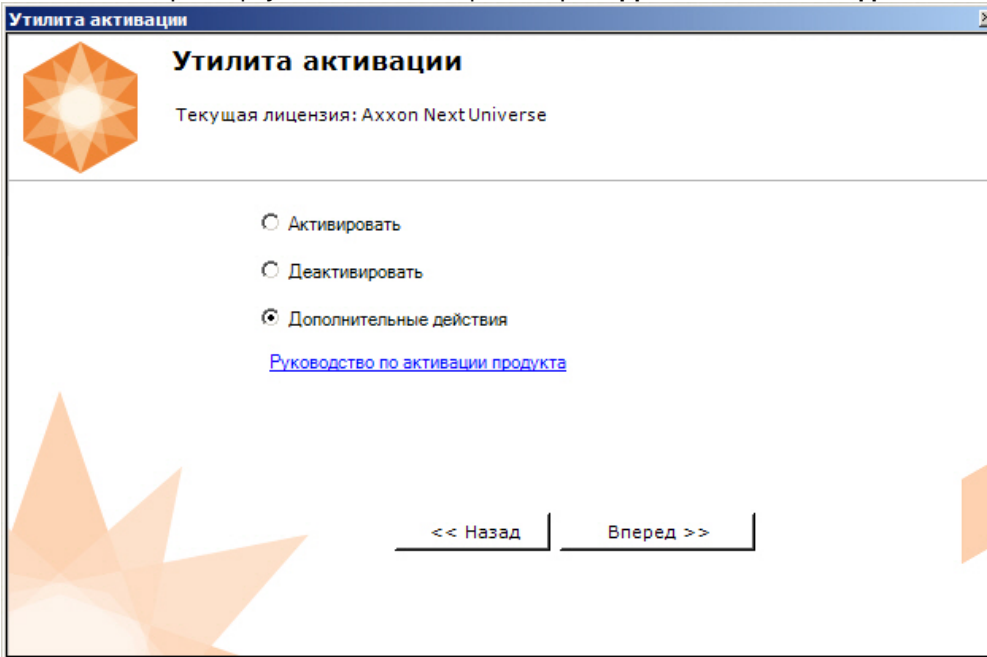 Утилита активации
Утилита активации
Текущая лицензия: Axxon Next Universe
Активировать
Деактивировать
Дополнительные действия
Руководство по активации продукта
<< Назад
Вперед >>